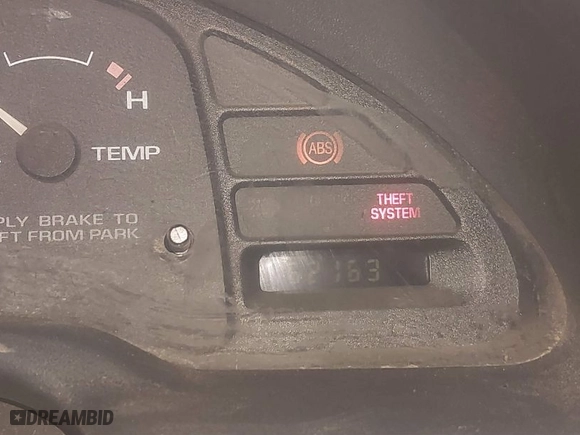 H
TEMP
ABS
THEFT
SYSTEM
PLY BRAKE TO
FT FROM PARK
163
DREAMBID